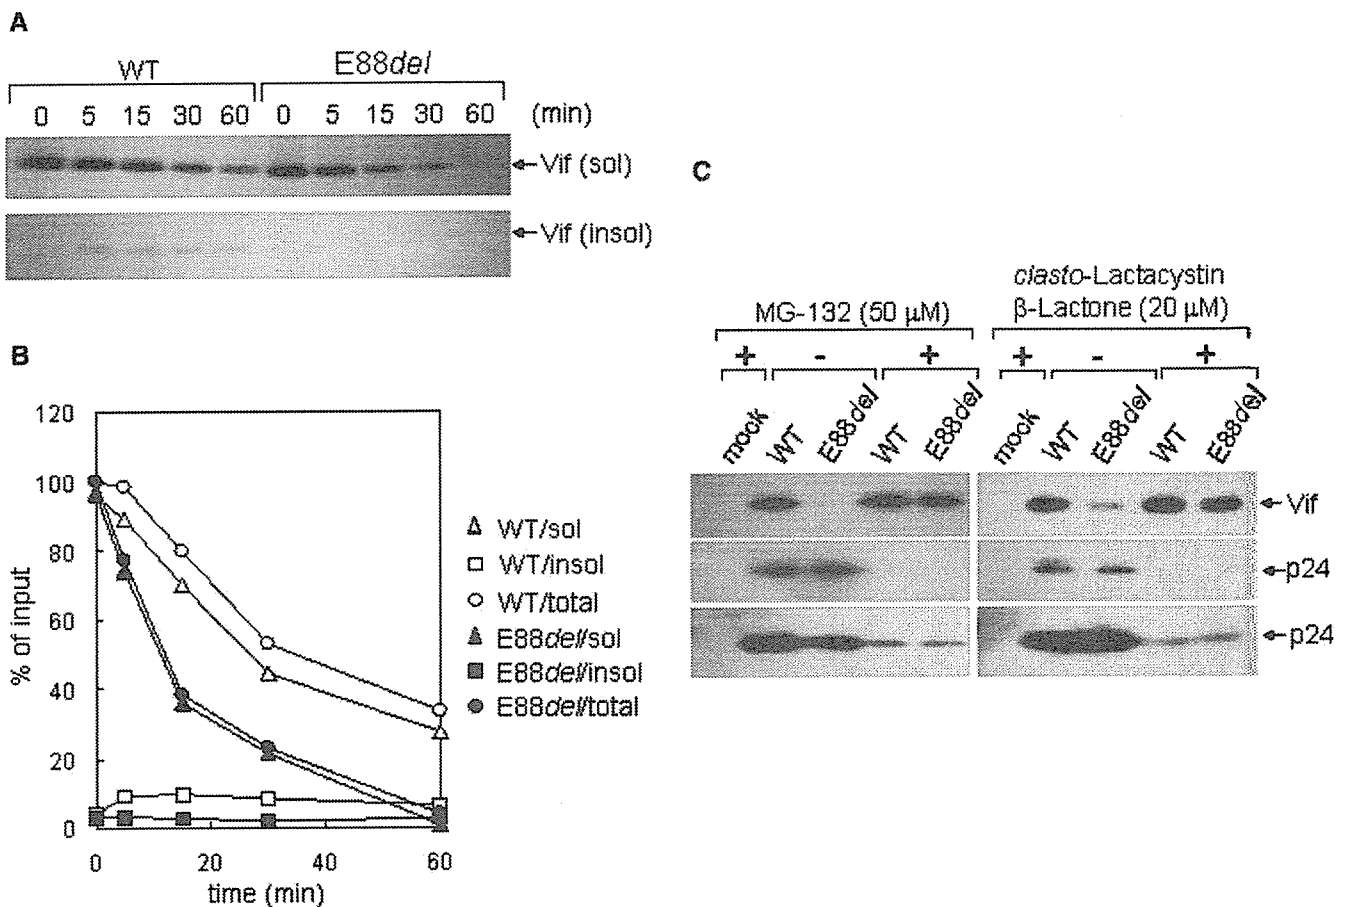 A
WT E88del
0 5 15 30 60 0 5 15 30 60 (min)
Vif (sol)
Vif (insol)
B
120
100
80
60
40
20
0
% of input
0 20 40 60
time (min)
WT/sol
WT/insol
WT/total
E88del/sol
E88del/insol
E88del/total
C
MG-132 (50 µM)
clasto-Lactacystin
β-Lactone (20 µM)
+ - + + - +
mock WT E88del WT E88del mock WT E88del WT E88del
Vif
p24
p24